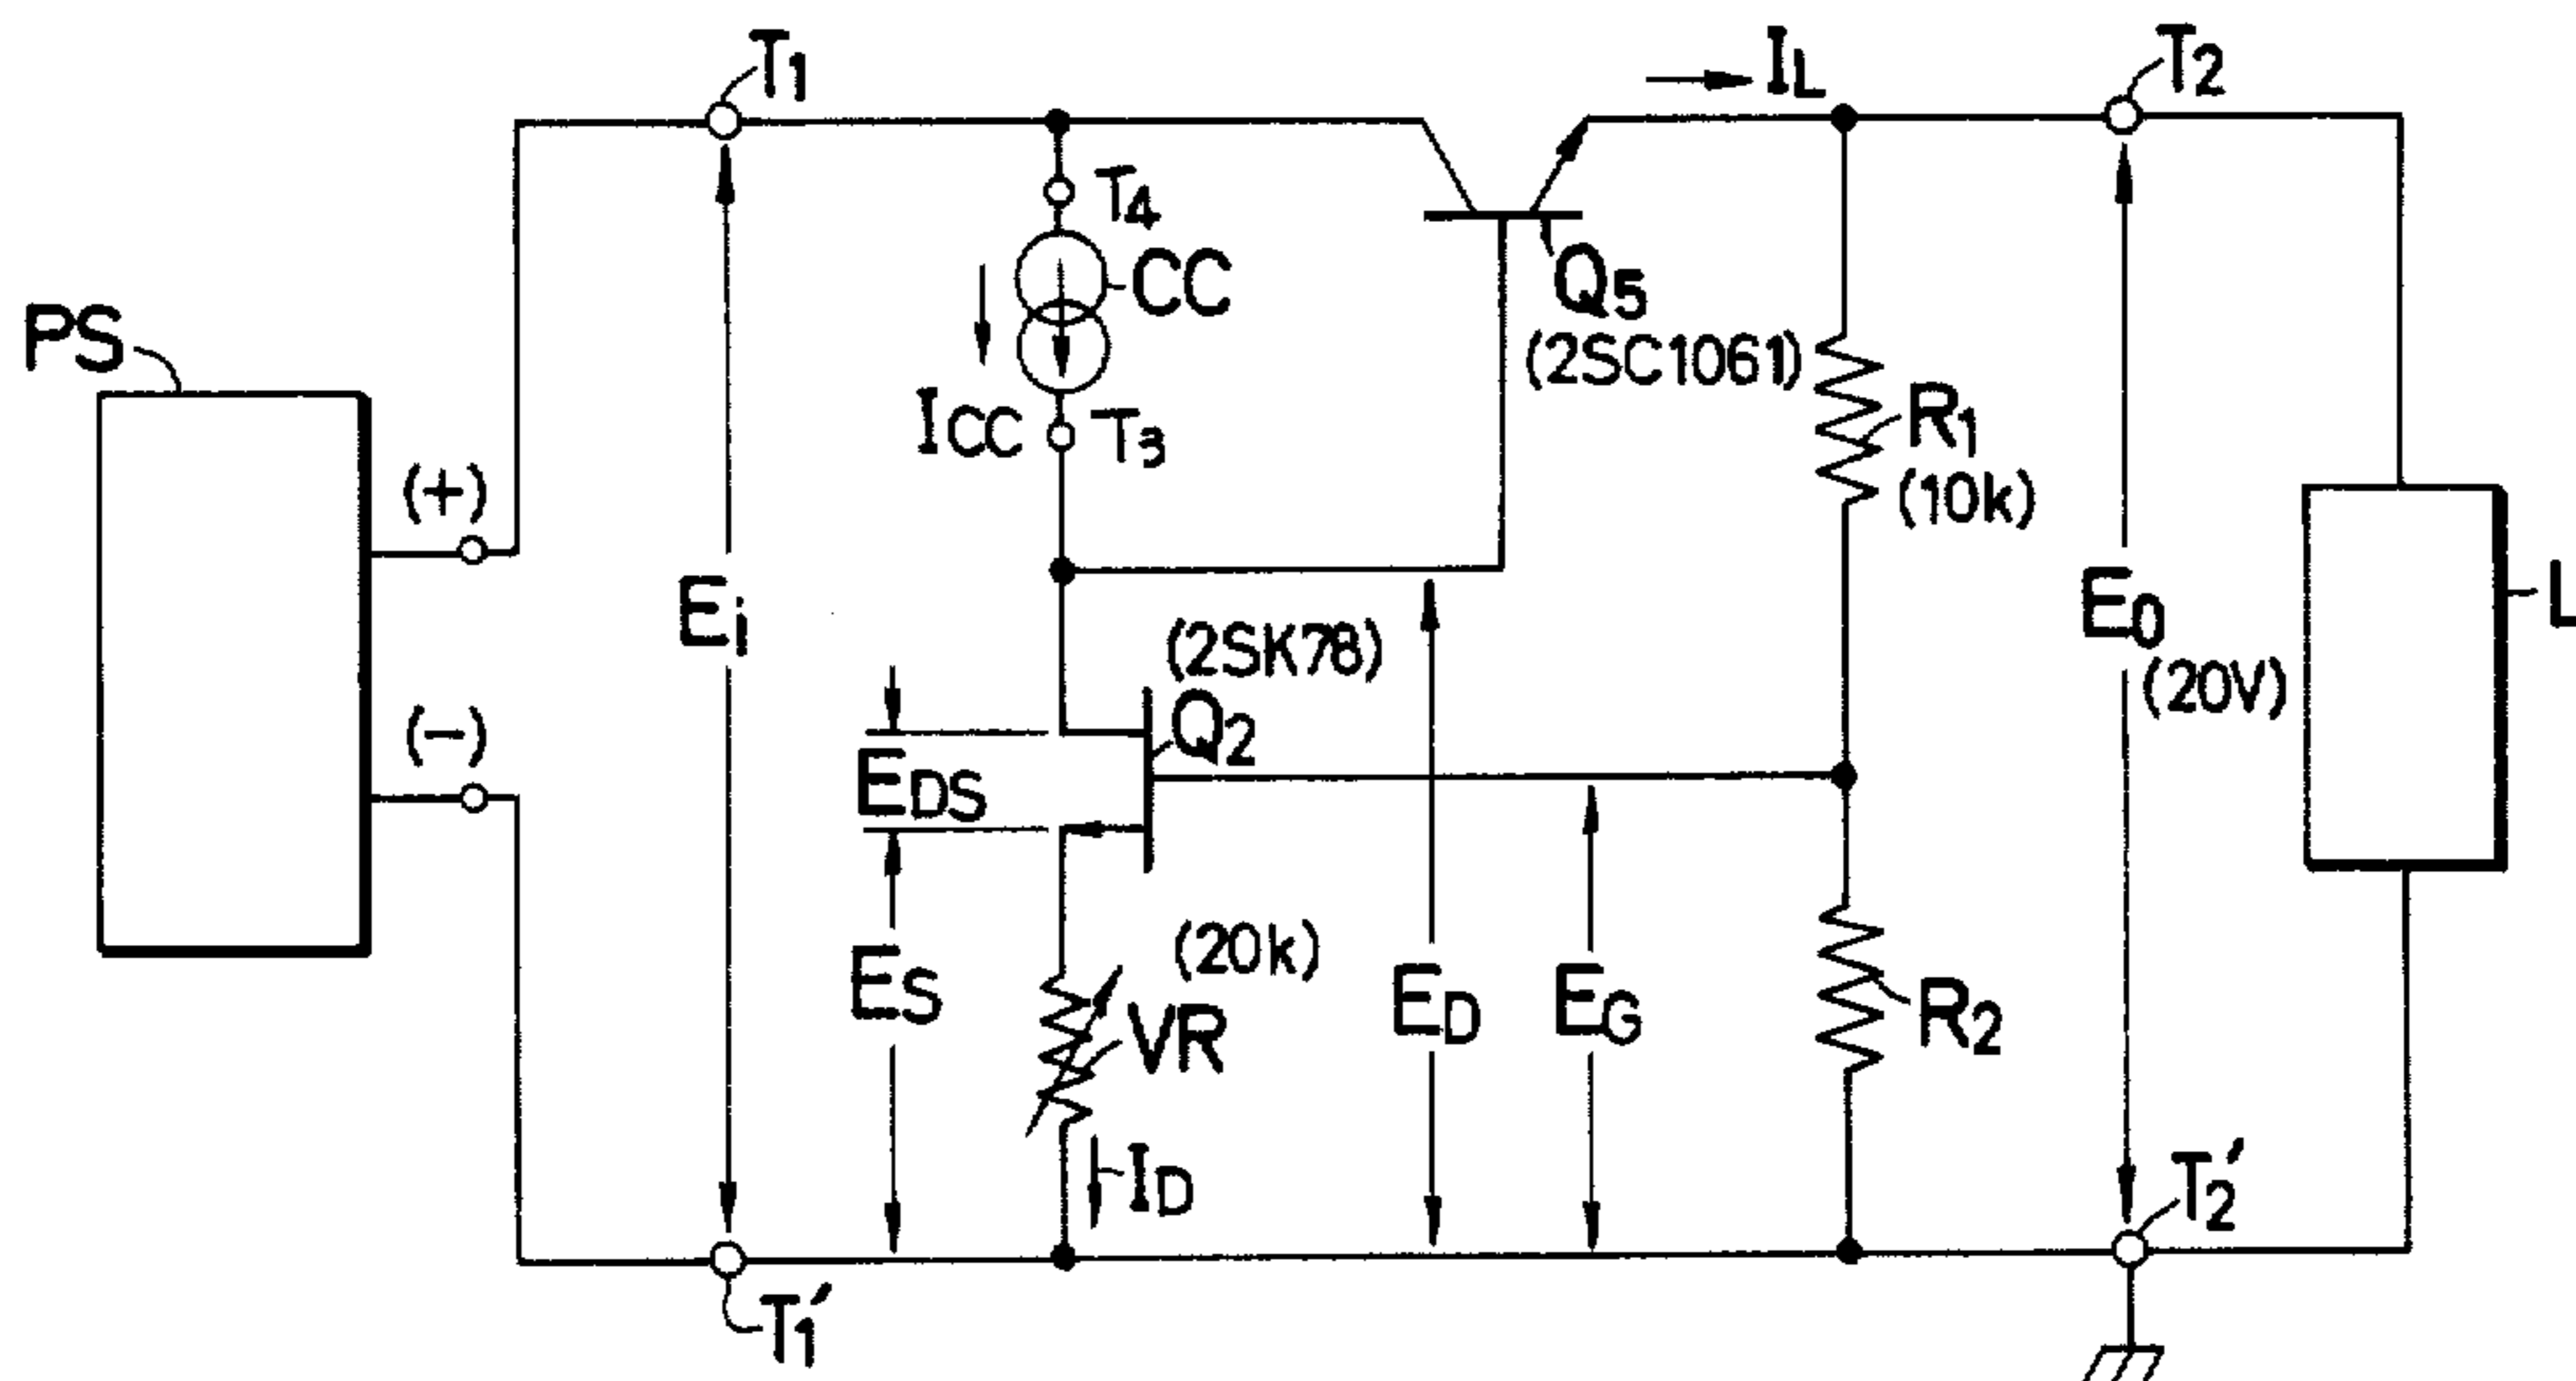 T1
IL
T2
T4
CC
Q5
(2SC1061)
PS
ICC
T3
R1
(10k)
(+)
Ei
E0
(20V)
L
(2SK78)
Q2
(−)
EDS
(20k)
ES
VR
ED
EG
R2
ID
T1'
T2'